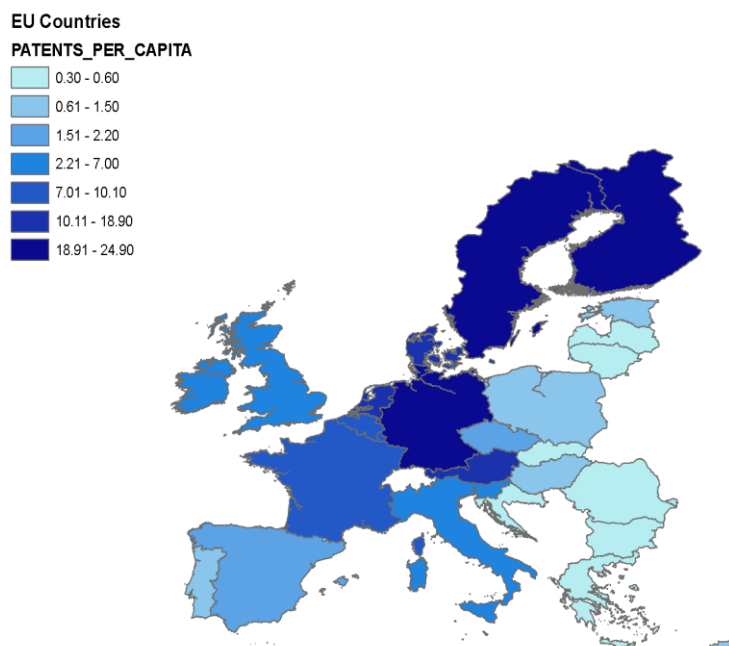 EU Countries
PATENTS_PER_CAPITA
0.30 - 0.60
0.61 - 1.50
1.51 - 2.20
2.21 - 7.00
7.01 - 10.10
10.11 - 18.90
18.91 - 24.90